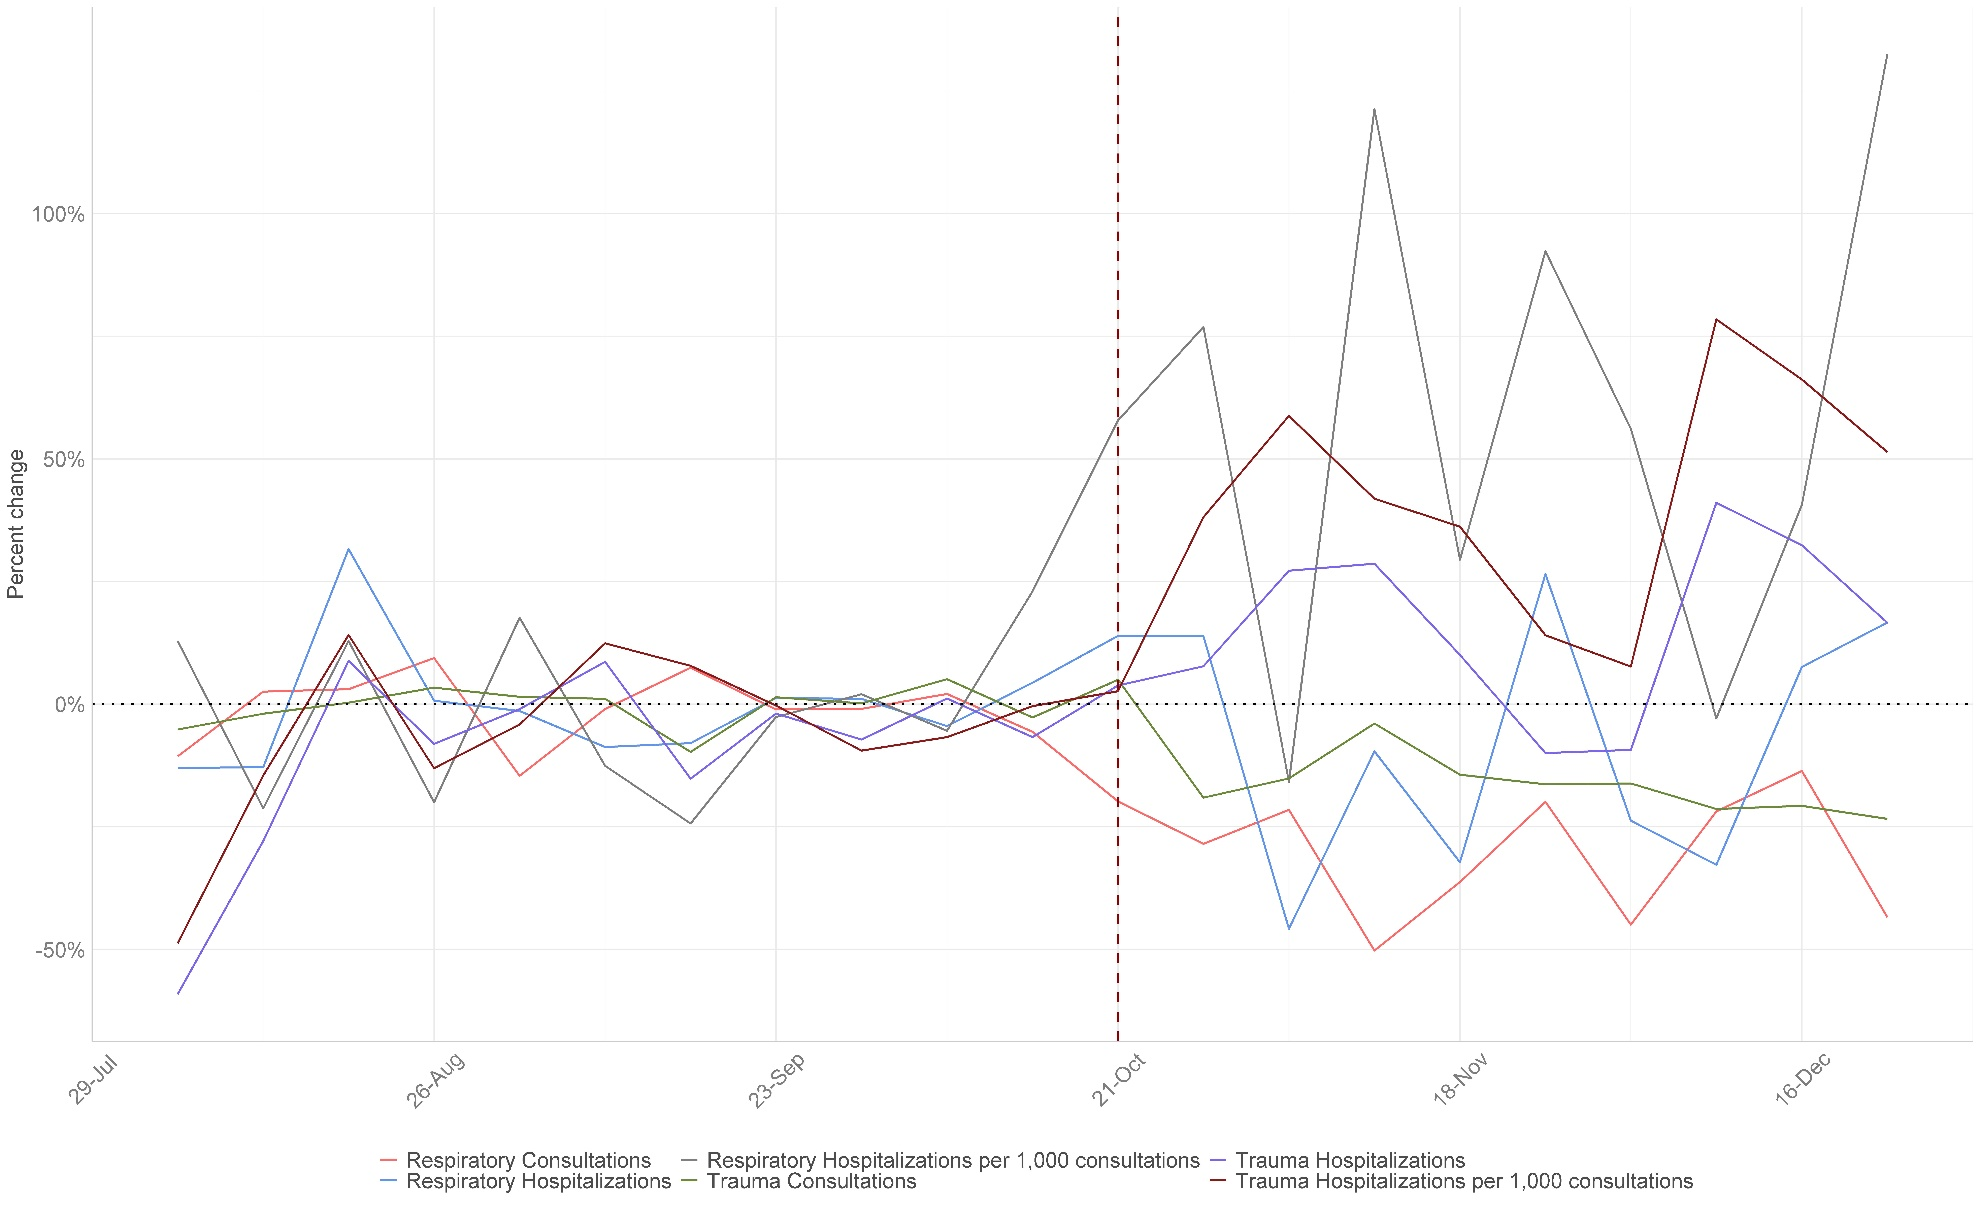 Percent change
100%
50%
0%
-50%
29-Jul
26-Aug
23-Sep
21-Oct
18-Nov
16-Dec
Respiratory Consultations
Respiratory Hospitalizations per 1,000 consultations
Trauma Hospitalizations
Respiratory Hospitalizations
Trauma Consultations
Trauma Hospitalizations per 1,000 consultations